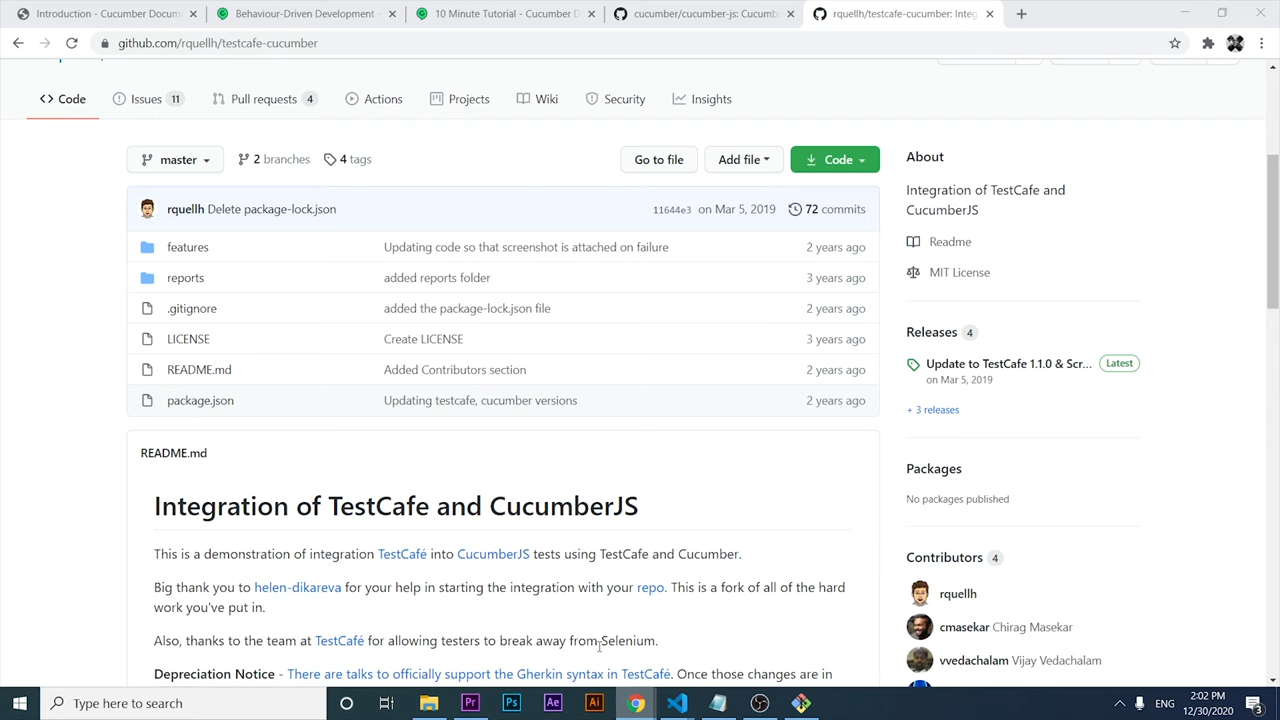 Introduction - Cucumber Docume
Behaviour-Driven Development -
10 Minute Tutorial - Cucumber D
cucumber/cucumber-js: Cucumb
rquellh/testcafe-cucumber: Integ
github.com/rquellh/testcafe-cucumber
Code
Issues 11
Pull requests 4
Actions
Projects
Wiki
Security
Insights
master
2 branches
4 tags
Go to file
Add file
Code
rquellh Delete package-lock.json 11644e3 on Mar 5, 2019 72 commits
features Updating code so that screenshot is attached on failure 2 years ago
reports added reports folder 3 years ago
.gitignore added the package-lock.json file 2 years ago
LICENSE Create LICENSE 3 years ago
README.md Added Contributors section 2 years ago
package.json Updating testcafe, cucumber versions 2 years ago
README.md
Integration of TestCafe and CucumberJS
This is a demonstration of integration TestCafé into CucumberJS tests using TestCafe and Cucumber.
Big thank you to helen-dikareva for your help in starting the integration with your repo. This is a fork of all of the hard
work you've put in.
Also, thanks to the team at TestCafé for allowing testers to break away from Selenium.
Depreciation Notice - There are talks to officially support the Gherkin syntax in TestCafé. Once those changes are in
About
Integration of TestCafe and
CucumberJS
Readme
MIT License
Releases 4
Update to TestCafe 1.1.0 & Scr... Latest
on Mar 5, 2019
+ 3 releases
Packages
No packages published
Contributors 4
rquellh
cmasekar Chirag Masekar
vvedachalam Vijay Vedachalam
Type here to search
Pr
Ps
Ae
Ai
ENG
2:02 PM
12/30/2020
3